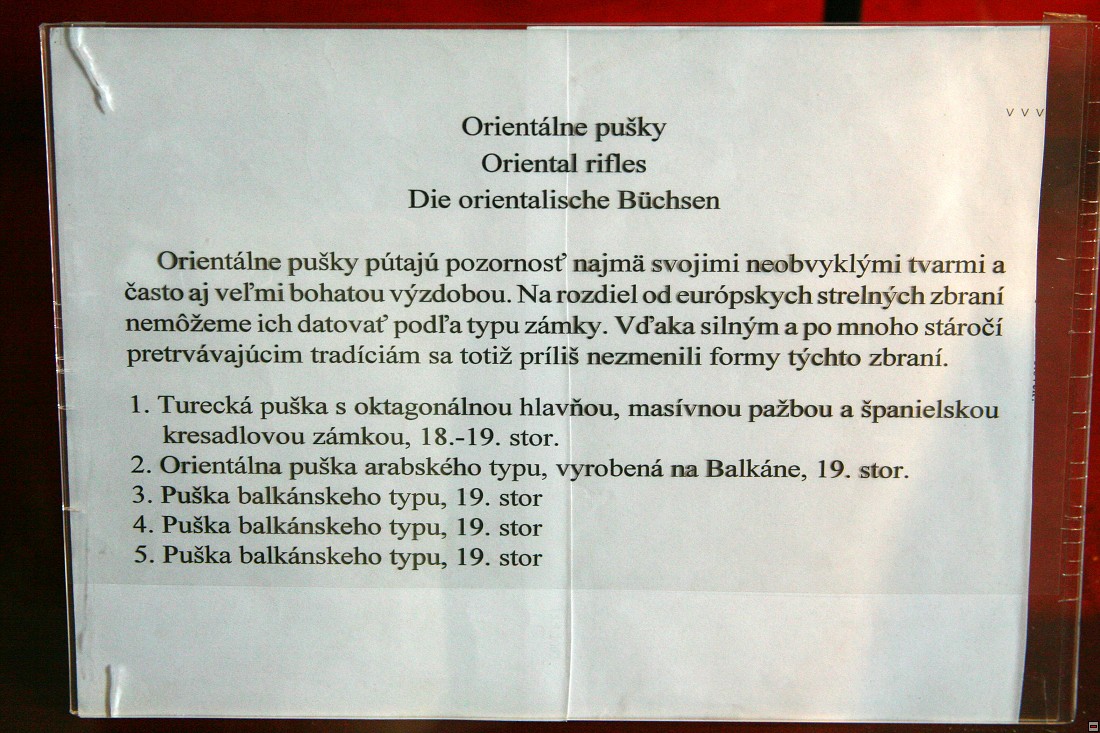 Orientálne pušky
Oriental rifles
Die orientalische Büchsen
v v v
Orientálne pušky pútajú pozornosť najmä svojimi neobvyklými tvarmi a
často aj veľmi bohatou výzdobou. Na rozdiel od európskych strelných zbraní
nemôžeme ich datovať podľa typu zámky. Vďaka silným a po mnoho stáročí
pretrvávajúcim tradíciám sa totiž príliš nezmenili formy týchto zbraní.
1. Turecká puška s oktagonálnou hlavňou, masívnou pažbou a španielskou
kresadlovou zámkou, 18.-19. stor.
2. Orientálna puška arabského typu, vyrobená na Balkáne, 19. stor.
3. Puška balkánskeho typu, 19. stor
4. Puška balkánskeho typu, 19. stor
5. Puška balkánskeho typu, 19. stor